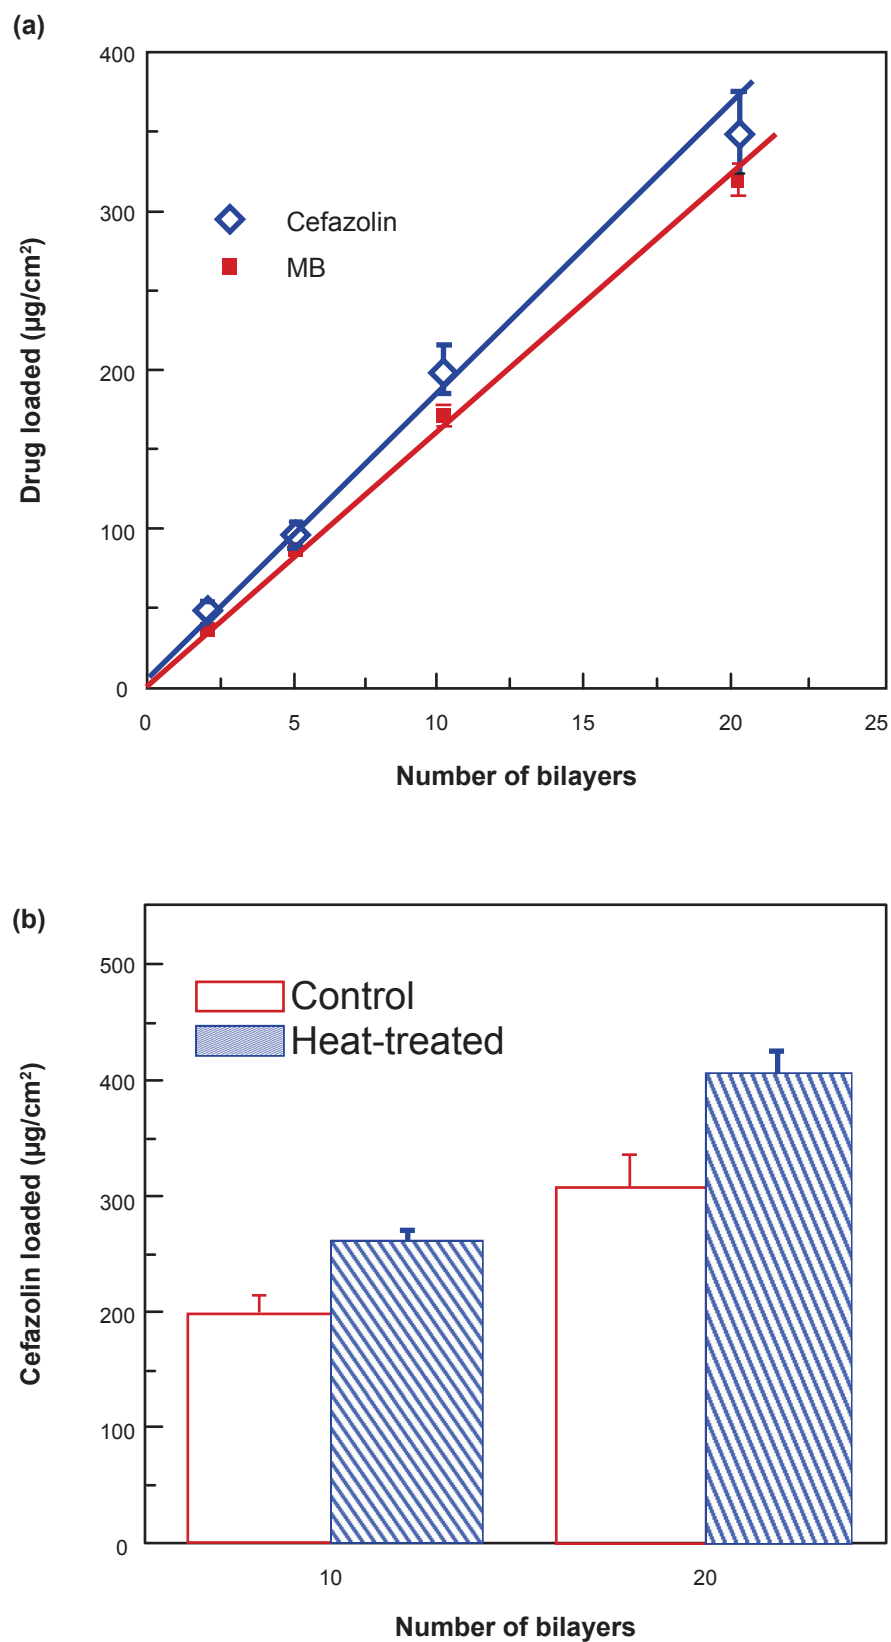 (a)
400
300
200
100
0
Drug loaded (µg/cm²)
Cefazolin
MB
0 5 10 15 20 25
Number of bilayers
(b)
500
400
300
200
100
0
Cefazolin loaded (µg/cm²)
Control
Heat-treated
10 20
Number of bilayers